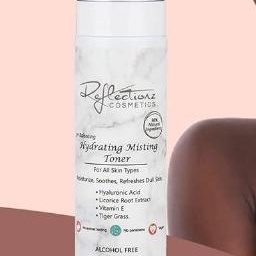 Reflectionz
COSMETICS
Hydrating Misting
Toner
For All Skin Types
Moisturize, Soothes, Refreshes Dull Skin
• Hyaluronic Acid
• Licorice Root Extract
• Vitamin E
• Tiger Grass
ALCOHOL FREE